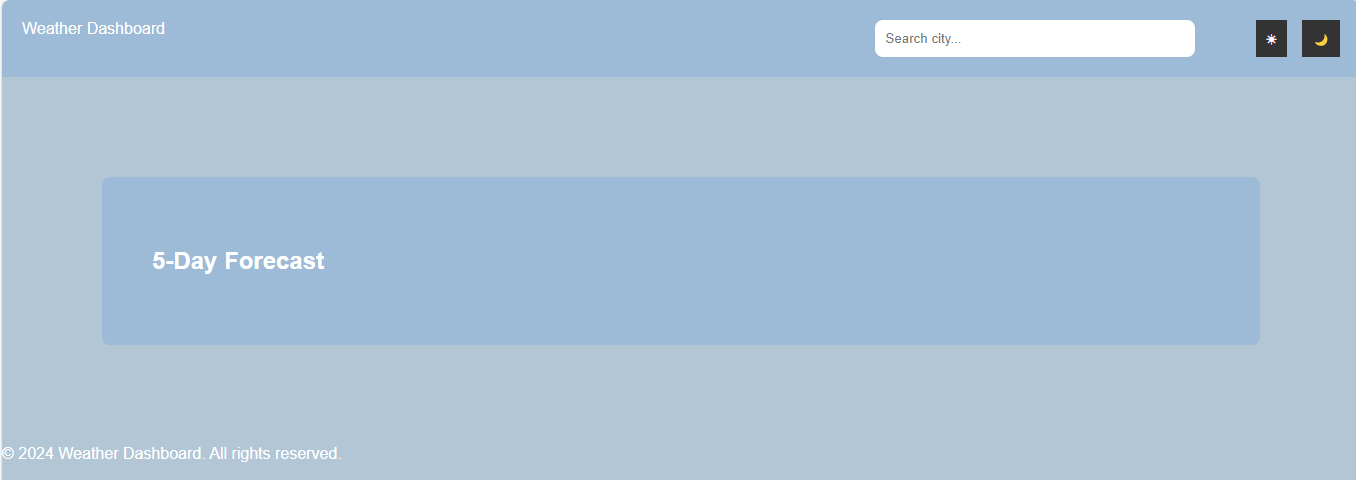 Weather Dashboard
Search city...
5-Day Forecast
© 2024 Weather Dashboard. All rights reserved.